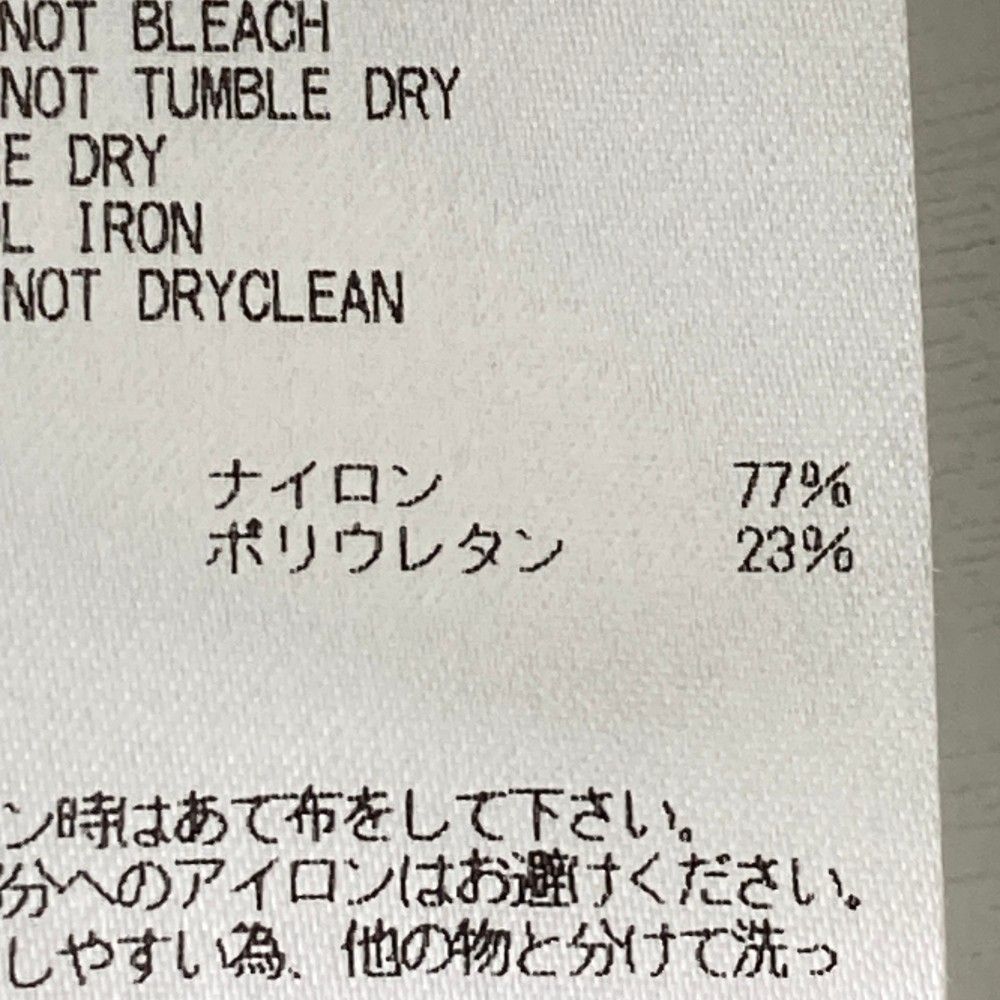 NOT BLEACH
NOT TUMBLE DRY
E DRY
L IRON
NOT DRYCLEAN
ナイロン 77%
ポリウレタン 23%
ン時はあて布をして下さい。
分へのアイロンはお避けください。
しやすい為、他の物と分けて洗っ